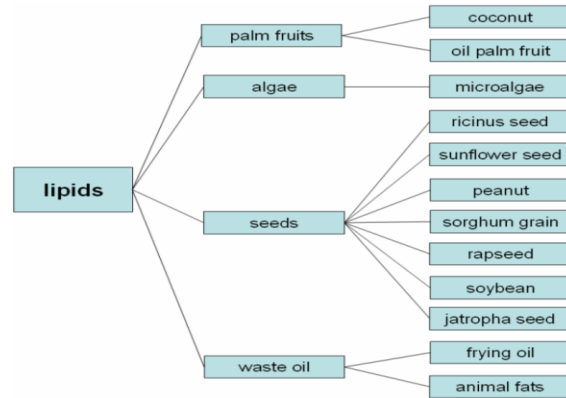 lipids
palm fruits
coconut
oil palm fruit
algae
microalgae
seeds
ricinus seed
sunflower seed
peanut
sorghum grain
rapseed
soybean
jatropha seed
waste oil
frying oil
animal fats